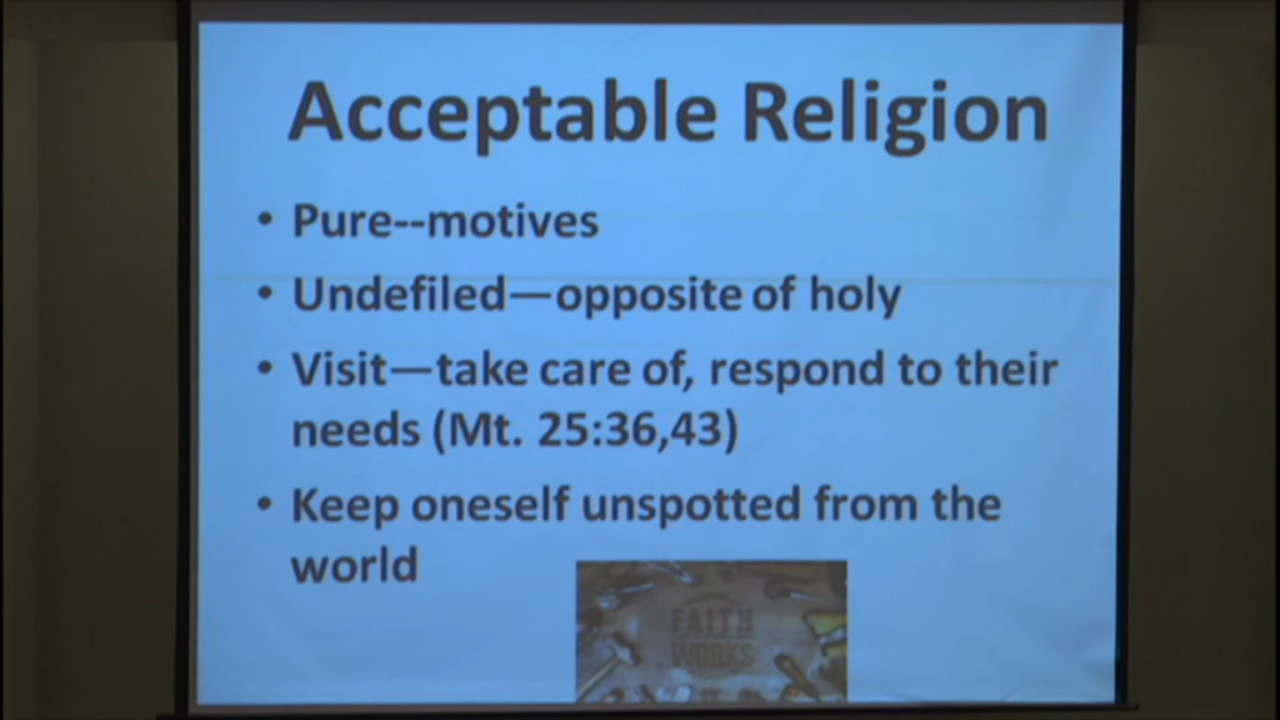 Acceptable Religion
• Pure--motives
• Undefiled—opposite of holy
• Visit—take care of, respond to their
needs (Mt. 25:36,43)
• Keep oneself unspotted from the
world
FAITH
WORKS